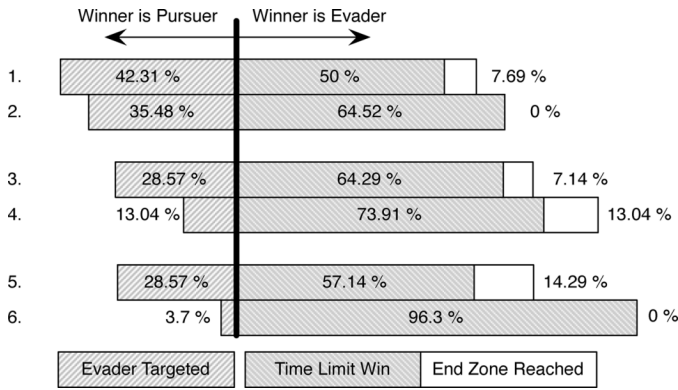 Winner is Pursuer Winner is Evader
1. 42.31 % 50 % 7.69 %
2. 35.48 % 64.52 % 0 %
3. 28.57 % 64.29 % 7.14 %
4. 13.04 % 73.91 % 13.04 %
5. 28.57 % 57.14 % 14.29 %
6. 3.7 % 96.3 % 0 %
Evader Targeted Time Limit Win End Zone Reached